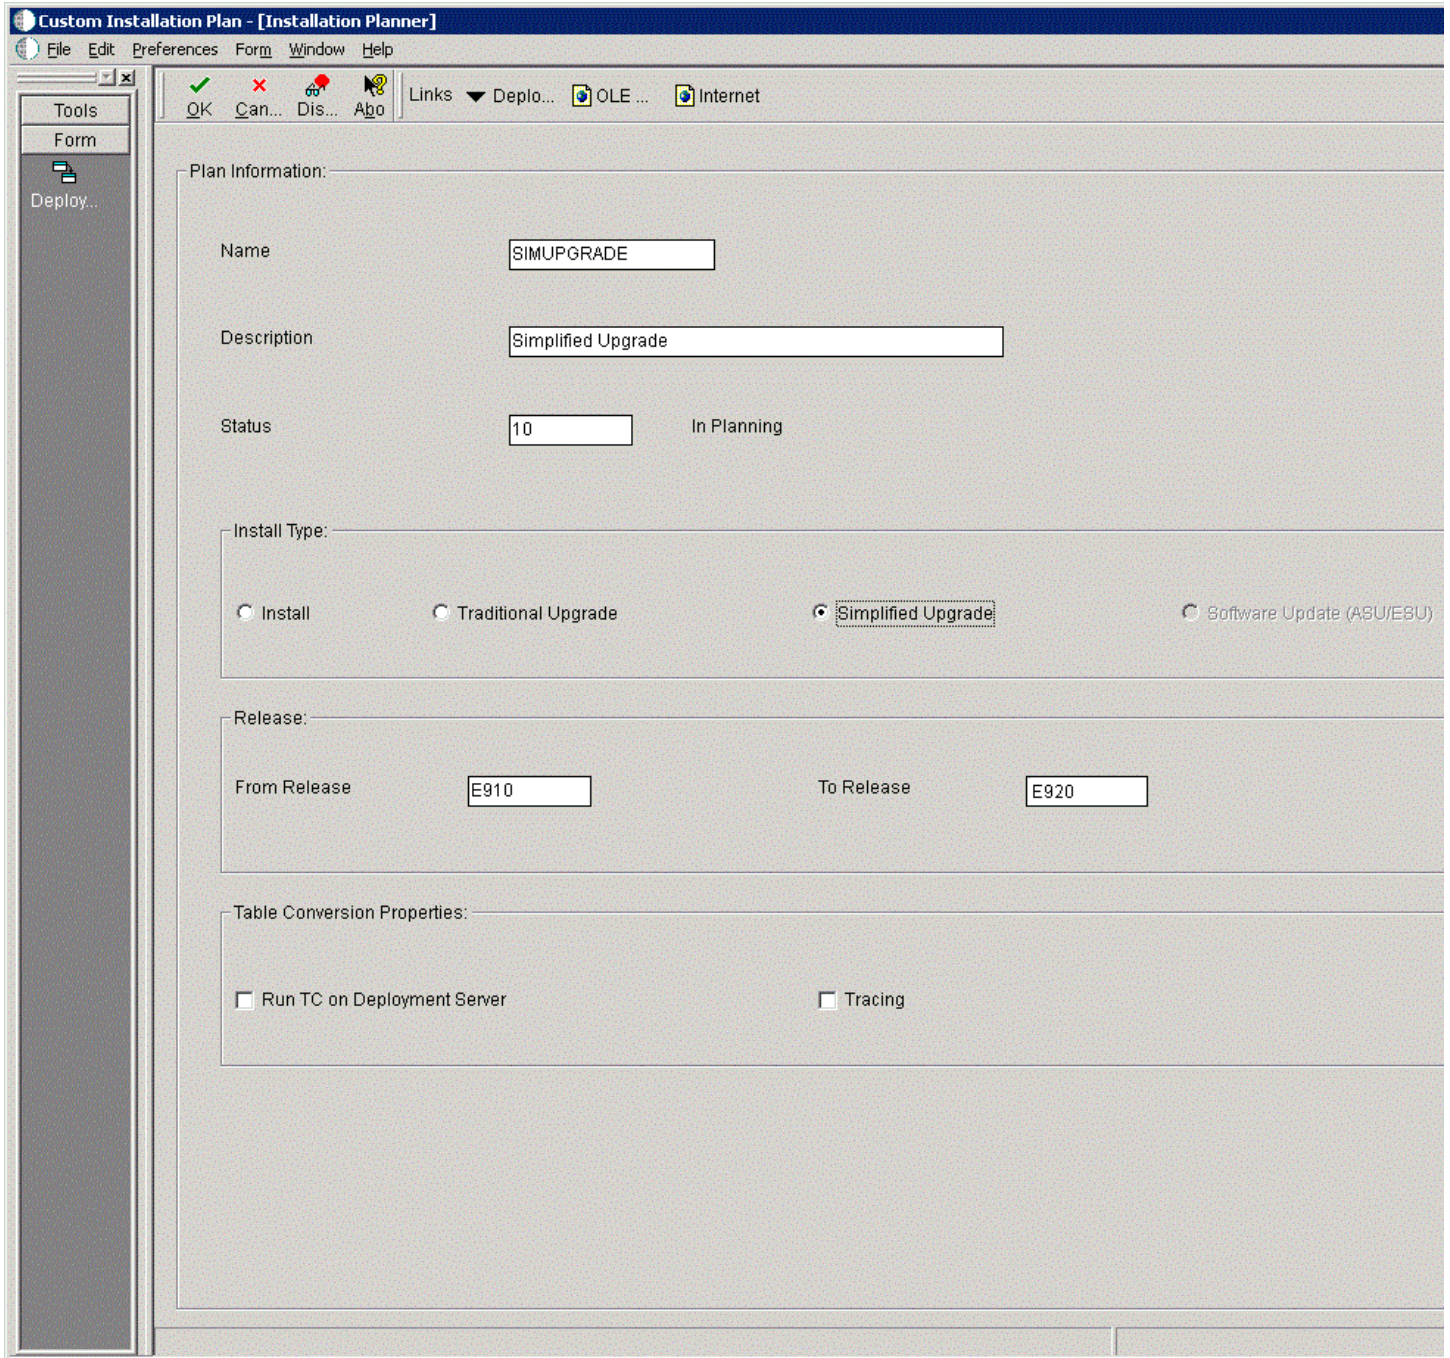 Custom Installation Plan - [Installation Planner]
File Edit Preferences Form Window Help
Tools
Form
Deploy...
OK Can... Dis... Abo Links Deplo... OLE ... Internet
Plan Information:
Name SIMUPGRADE
Description Simplified Upgrade
Status 10 In Planning
Install Type:
Install Traditional Upgrade Simplified Upgrade Software Update (ASU/ESU)
Release:
From Release E910 To Release E920
Table Conversion Properties:
Run TC on Deployment Server Tracing